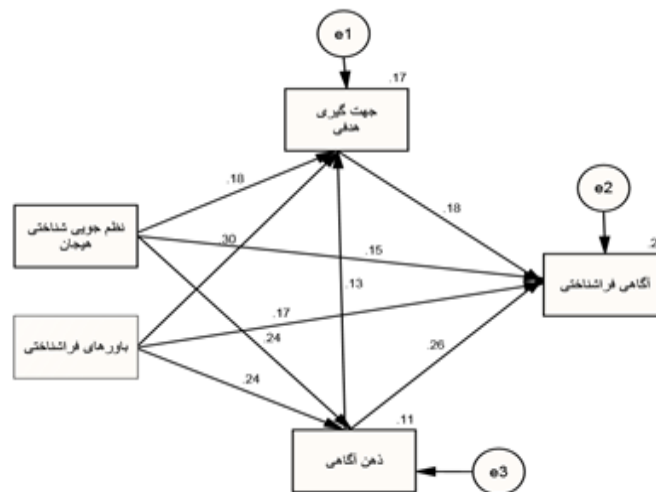 e1
.17
جهت گیری
هدفی
.18
.18
e2
نظم جویی شناختی
هیجان
.30
.15
.2
آگاهی فراشناختی
.13
.17
باورهای فراشناختی
.24
.26
.24
.11
ذهن آگاهی
e3